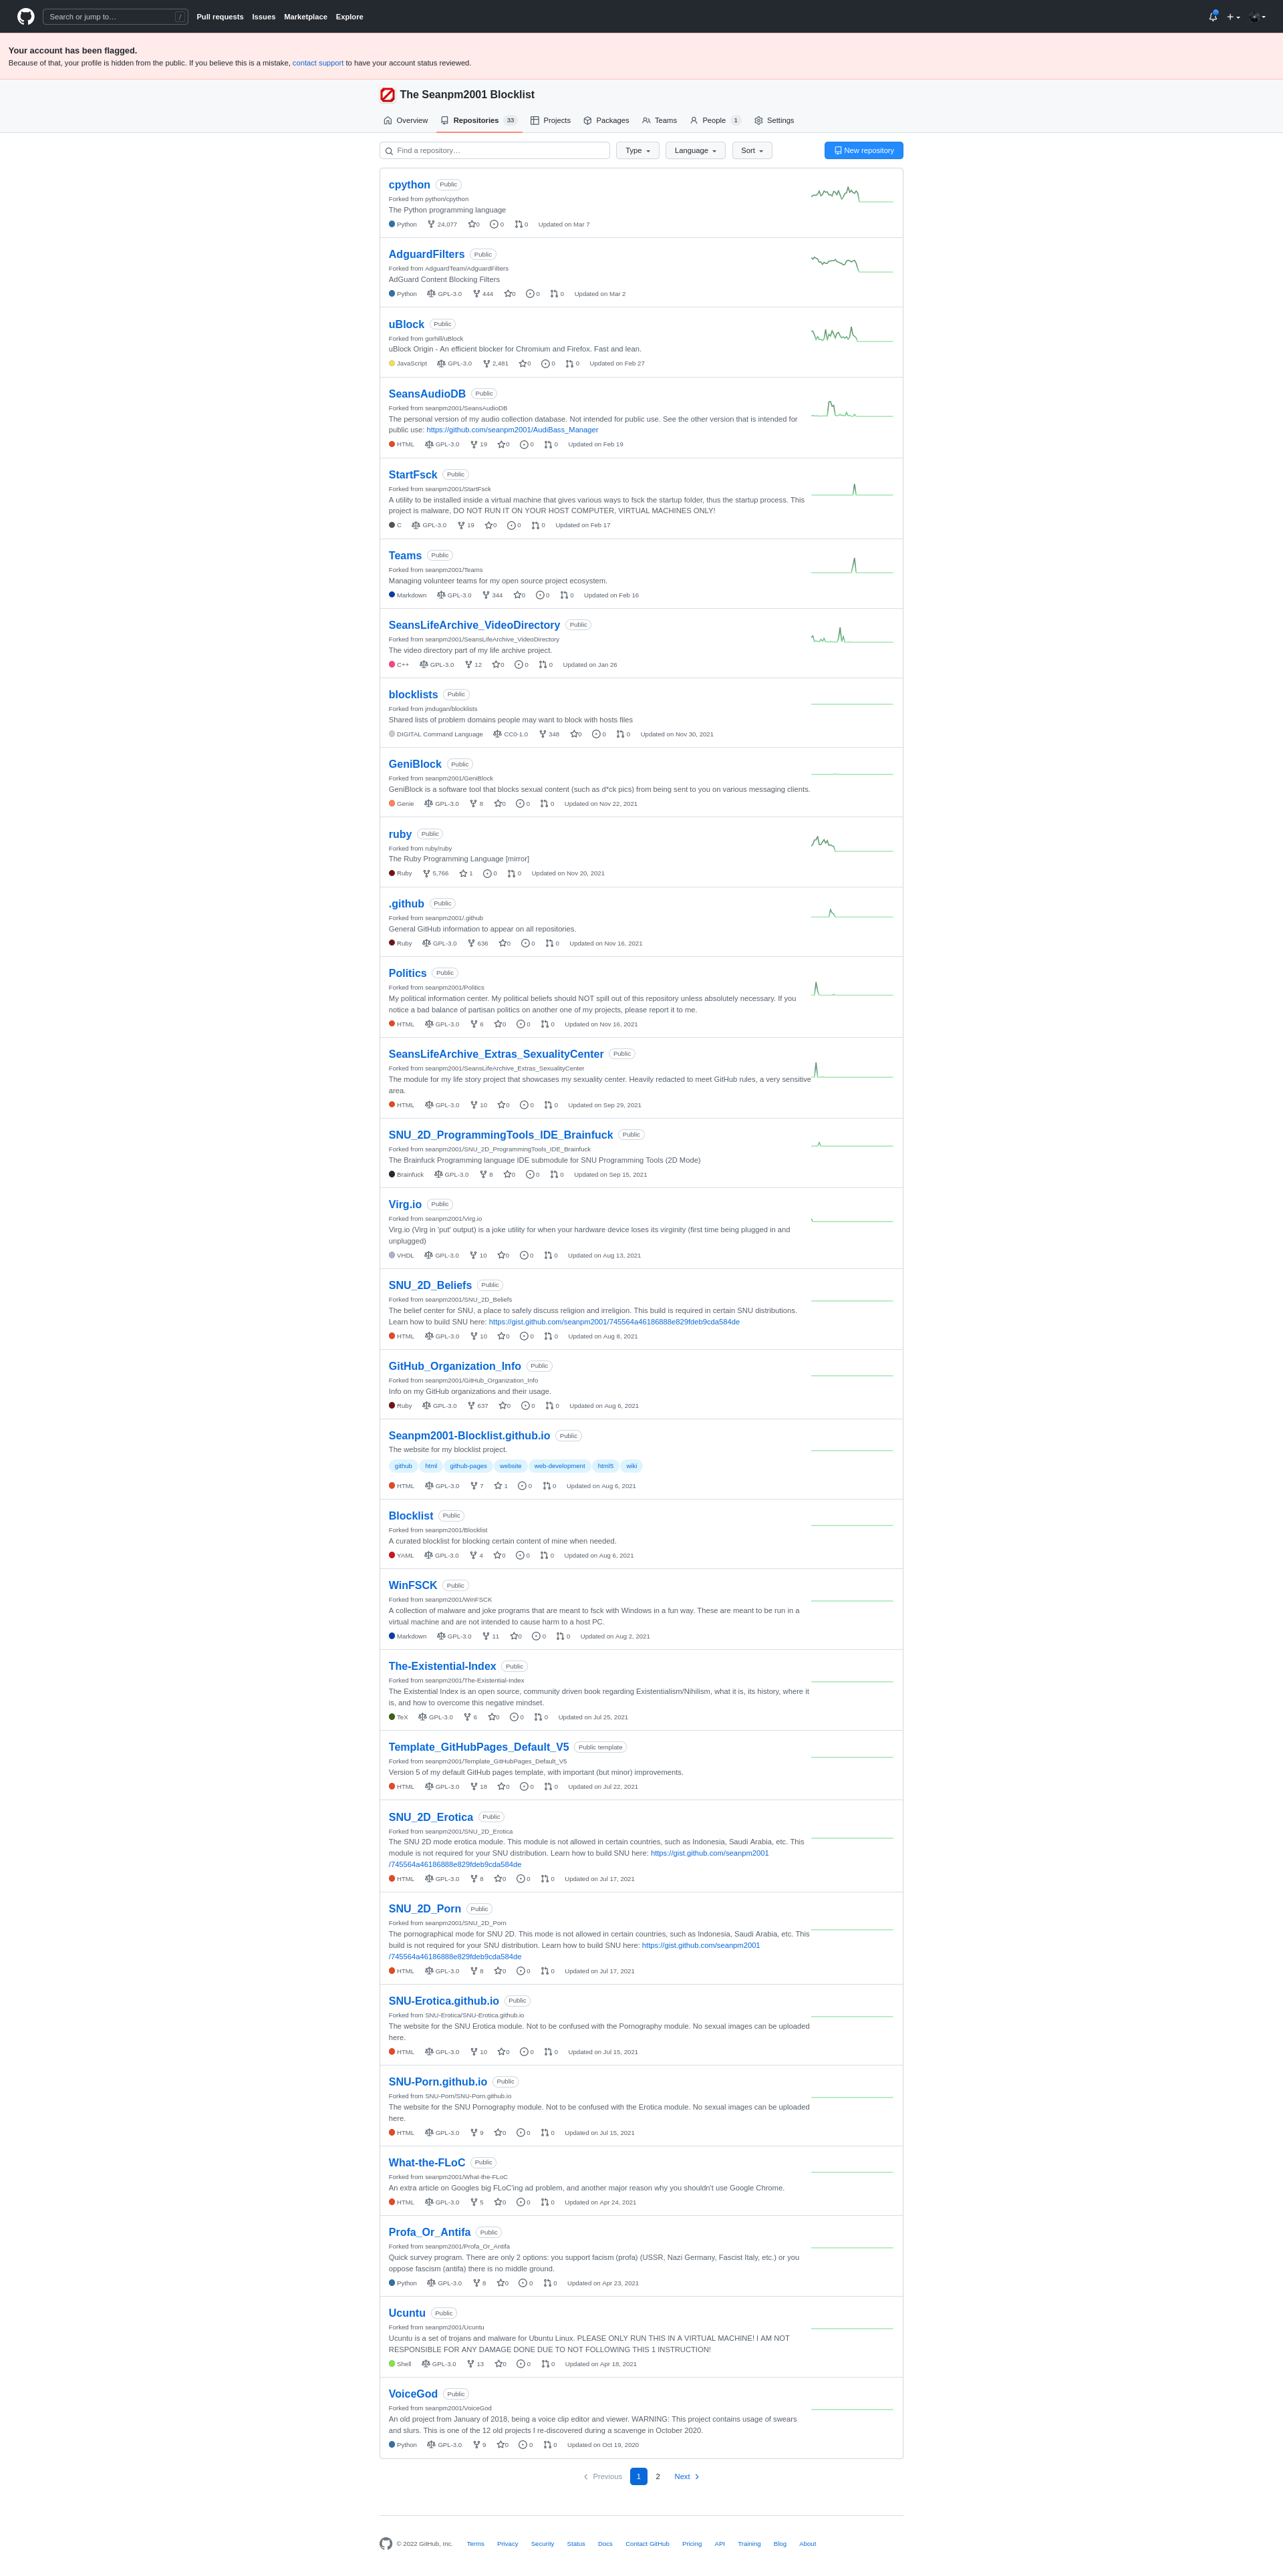 Search or jump to…
/
Pull requests Issues Marketplace Explore
Your account has been flagged.
Because of that, your profile is hidden from the public. If you believe this is a mistake, contact support to have your account status reviewed.
The Seanpm2001 Blocklist
Overview Repositories 33 Projects Packages Teams People 1 Settings
Find a repository… Type Language Sort New repository
cpython Public
Forked from python/cpython
The Python programming language
Python 24,077 0 0 0 Updated on Mar 7
AdguardFilters Public
Forked from AdguardTeam/AdguardFilters
AdGuard Content Blocking Filters
Python GPL-3.0 444 0 0 0 Updated on Mar 2
uBlock Public
Forked from gorhill/uBlock
uBlock Origin - An efficient blocker for Chromium and Firefox. Fast and lean.
JavaScript GPL-3.0 2,481 0 0 0 Updated on Feb 27
SeansAudioDB Public
Forked from seanpm2001/SeansAudioDB
The personal version of my audio collection database. Not intended for public use. See the other version that is intended for
public use: https://github.com/seanpm2001/AudiBass_Manager
HTML GPL-3.0 19 0 0 0 Updated on Feb 19
StartFsck Public
Forked from seanpm2001/StartFsck
A utility to be installed inside a virtual machine that gives various ways to fsck the startup folder, thus the startup process. This
project is malware, DO NOT RUN IT ON YOUR HOST COMPUTER, VIRTUAL MACHINES ONLY!
C GPL-3.0 19 0 0 0 Updated on Feb 17
Teams Public
Forked from seanpm2001/Teams
Managing volunteer teams for my open source project ecosystem.
Markdown GPL-3.0 344 0 0 0 Updated on Feb 16
SeansLifeArchive_VideoDirectory Public
Forked from seanpm2001/SeansLifeArchive_VideoDirectory
The video directory part of my life archive project.
C++ GPL-3.0 12 0 0 0 Updated on Jan 26
blocklists Public
Forked from jmdugan/blocklists
Shared lists of problem domains people may want to block with hosts files
DIGITAL Command Language CC0-1.0 348 0 0 0 Updated on Nov 30, 2021
GeniBlock Public
Forked from seanpm2001/GeniBlock
GeniBlock is a software tool that blocks sexual content (such as d*ck pics) from being sent to you on various messaging clients.
Genie GPL-3.0 8 0 0 0 Updated on Nov 22, 2021
ruby Public
Forked from ruby/ruby
The Ruby Programming Language [mirror]
Ruby 5,766 1 0 0 Updated on Nov 20, 2021
.github Public
Forked from seanpm2001/.github
General GitHub information to appear on all repositories.
Ruby GPL-3.0 636 0 0 0 Updated on Nov 16, 2021
Politics Public
Forked from seanpm2001/Politics
My political information center. My political beliefs should NOT spill out of this repository unless absolutely necessary. If you
notice a bad balance of partisan politics on another one of my projects, please report it to me.
HTML GPL-3.0 6 0 0 0 Updated on Nov 16, 2021
SeansLifeArchive_Extras_SexualityCenter Public
Forked from seanpm2001/SeansLifeArchive_Extras_SexualityCenter
The module for my life story project that showcases my sexuality center. Heavily redacted to meet GitHub rules, a very sensitive
area.
HTML GPL-3.0 10 0 0 0 Updated on Sep 29, 2021
SNU_2D_ProgrammingTools_IDE_Brainfuck Public
Forked from seanpm2001/SNU_2D_ProgrammingTools_IDE_Brainfuck
The Brainfuck Programming language IDE submodule for SNU Programming Tools (2D Mode)
Brainfuck GPL-3.0 8 0 0 0 Updated on Sep 15, 2021
Virg.io Public
Forked from seanpm2001/Virg.io
Virg.io (Virg in 'put' output) is a joke utility for when your hardware device loses its virginity (first time being plugged in and
unplugged)
VHDL GPL-3.0 10 0 0 0 Updated on Aug 13, 2021
SNU_2D_Beliefs Public
Forked from seanpm2001/SNU_2D_Beliefs
The belief center for SNU, a place to safely discuss religion and irreligion. This build is required in certain SNU distributions.
Learn how to build SNU here: https://gist.github.com/seanpm2001/745564a46186888e829fdeb9cda584de
HTML GPL-3.0 10 0 0 0 Updated on Aug 8, 2021
GitHub_Organization_Info Public
Forked from seanpm2001/GitHub_Organization_Info
Info on my GitHub organizations and their usage.
Ruby GPL-3.0 637 0 0 0 Updated on Aug 6, 2021
Seanpm2001-Blocklist.github.io Public
The website for my blocklist project.
github html github-pages website web-development html5 wiki
HTML GPL-3.0 7 1 0 0 Updated on Aug 6, 2021
Blocklist Public
Forked from seanpm2001/Blocklist
A curated blocklist for blocking certain content of mine when needed.
YAML GPL-3.0 4 0 0 0 Updated on Aug 6, 2021
WinFSCK Public
Forked from seanpm2001/WinFSCK
A collection of malware and joke programs that are meant to fsck with Windows in a fun way. These are meant to be run in a
virtual machine and are not intended to cause harm to a host PC.
Markdown GPL-3.0 11 0 0 0 Updated on Aug 2, 2021
The-Existential-Index Public
Forked from seanpm2001/The-Existential-Index
The Existential Index is an open source, community driven book regarding Existentialism/Nihilism, what it is, its history, where it
is, and how to overcome this negative mindset.
TeX GPL-3.0 6 0 0 0 Updated on Jul 25, 2021
Template_GitHubPages_Default_V5 Public template
Forked from seanpm2001/Template_GitHubPages_Default_V5
Version 5 of my default GitHub pages template, with important (but minor) improvements.
HTML GPL-3.0 18 0 0 0 Updated on Jul 22, 2021
SNU_2D_Erotica Public
Forked from seanpm2001/SNU_2D_Erotica
The SNU 2D mode erotica module. This module is not allowed in certain countries, such as Indonesia, Saudi Arabia, etc. This
module is not required for your SNU distribution. Learn how to build SNU here: https://gist.github.com/seanpm2001
/745564a46186888e829fdeb9cda584de
HTML GPL-3.0 8 0 0 0 Updated on Jul 17, 2021
SNU_2D_Porn Public
Forked from seanpm2001/SNU_2D_Porn
The pornographical mode for SNU 2D. This mode is not allowed in certain countries, such as Indonesia, Saudi Arabia, etc. This
build is not required for your SNU distribution. Learn how to build SNU here: https://gist.github.com/seanpm2001
/745564a46186888e829fdeb9cda584de
HTML GPL-3.0 8 0 0 0 Updated on Jul 17, 2021
SNU-Erotica.github.io Public
Forked from SNU-Erotica/SNU-Erotica.github.io
The website for the SNU Erotica module. Not to be confused with the Pornography module. No sexual images can be uploaded
here.
HTML GPL-3.0 10 0 0 0 Updated on Jul 15, 2021
SNU-Porn.github.io Public
Forked from SNU-Porn/SNU-Porn.github.io
The website for the SNU Pornography module. Not to be confused with the Erotica module. No sexual images can be uploaded
here.
HTML GPL-3.0 9 0 0 0 Updated on Jul 15, 2021
What-the-FLoC Public
Forked from seanpm2001/What-the-FLoC
An extra article on Googles big FLoC'ing ad problem, and another major reason why you shouldn't use Google Chrome.
HTML GPL-3.0 5 0 0 0 Updated on Apr 24, 2021
Profa_Or_Antifa Public
Forked from seanpm2001/Profa_Or_Antifa
Quick survey program. There are only 2 options: you support facism (profa) (USSR, Nazi Germany, Fascist Italy, etc.) or you
oppose fascism (antifa) there is no middle ground.
Python GPL-3.0 8 0 0 0 Updated on Apr 23, 2021
Ucuntu Public
Forked from seanpm2001/Ucuntu
Ucuntu is a set of trojans and malware for Ubuntu Linux. PLEASE ONLY RUN THIS IN A VIRTUAL MACHINE! I AM NOT
RESPONSIBLE FOR ANY DAMAGE DONE DUE TO NOT FOLLOWING THIS 1 INSTRUCTION!
Shell GPL-3.0 13 0 0 0 Updated on Apr 18, 2021
VoiceGod Public
Forked from seanpm2001/VoiceGod
An old project from January of 2018, being a voice clip editor and viewer. WARNING: This project contains usage of swears
and slurs. This is one of the 12 old projects I re-discovered during a scavenge in October 2020.
Python GPL-3.0 9 0 0 0 Updated on Oct 19, 2020
Previous 1 2 Next
© 2022 GitHub, Inc. Terms Privacy Security Status Docs Contact GitHub Pricing API Training Blog About